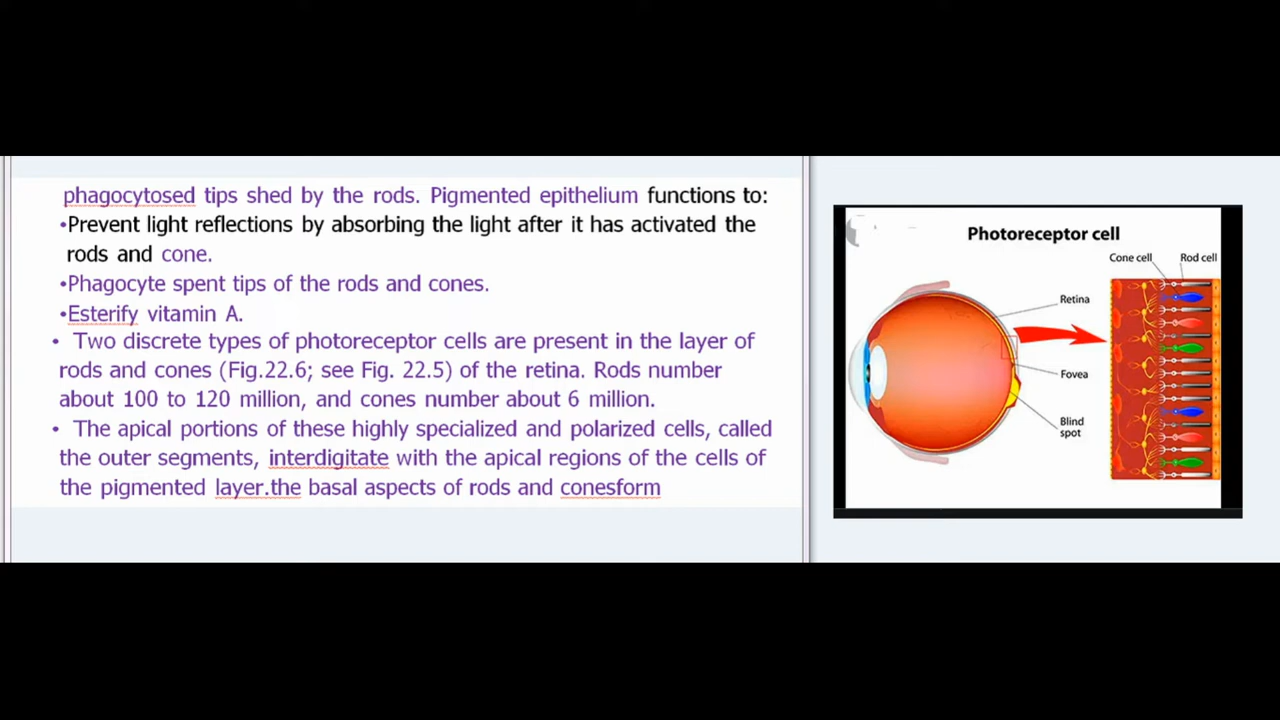 phagocytosed tips shed by the rods. Pigmented epithelium functions to:
•Prevent light reflections by absorbing the light after it has activated the
rods and cone.
•Phagocyte spent tips of the rods and cones.
•Esterify vitamin A.
• Two discrete types of photoreceptor cells are present in the layer of
rods and cones (Fig.22.6; see Fig. 22.5) of the retina. Rods number
about 100 to 120 million, and cones number about 6 million.
• The apical portions of these highly specialized and polarized cells, called
the outer segments, interdigitate with the apical regions of the cells of
the pigmented layer.the basal aspects of rods and conesform
Photoreceptor cell
Cone cell
Rod cell
Retina
Fovea
Blind
spot